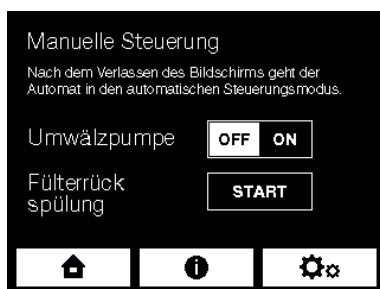 Manuelle Steuerung
Nach dem Verlassen des Bildschirms geht der
Automat in den automatischen Steuerungsmodus.
Umwälzpumpe OFF ON
Fülterrück
spülung START